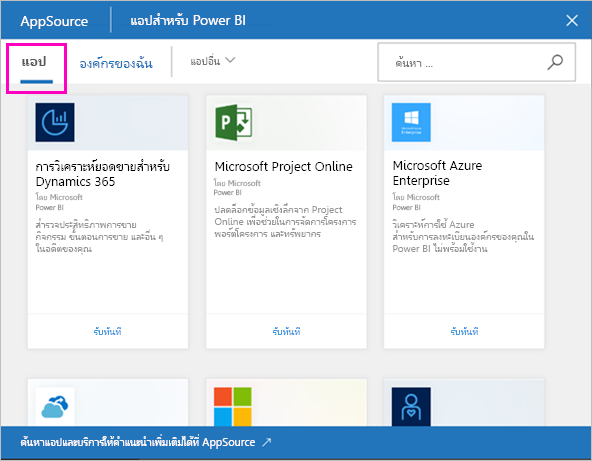 AppSource
แอปสำหรับ Power BI
แอป
องค์กรของฉัน
แอปอื่น
ค้นหา ...
การวิเคราะห์ยอดขายสำหรับ
Dynamics 365
โดย Microsoft
Power BI
สำรวจประสิทธิภาพการขาย
กิจกรรม ขั้นตอนการขาย และอื่น ๆ
ในอดีตของคุณ
รับทันที
Microsoft Project Online
โดย Microsoft
Power BI
ปลดล็อกข้อมูลเชิงลึกจาก Project
Online เพื่อช่วยในการจัดการโครงการ
พอร์ตโครงการ และทรัพยากร
รับทันที
Microsoft Azure
Enterprise
โดย Microsoft
Power BI
วิเคราะห์การใช้ Azure
สำหรับการลงทะเบียนองค์กรของคุณใน
Power BI ไม่พร้อมใช้งาน
รับทันที
ค้นหาแอปและบริการให้คำแนะนำเพิ่มเติมได้ที่ AppSource